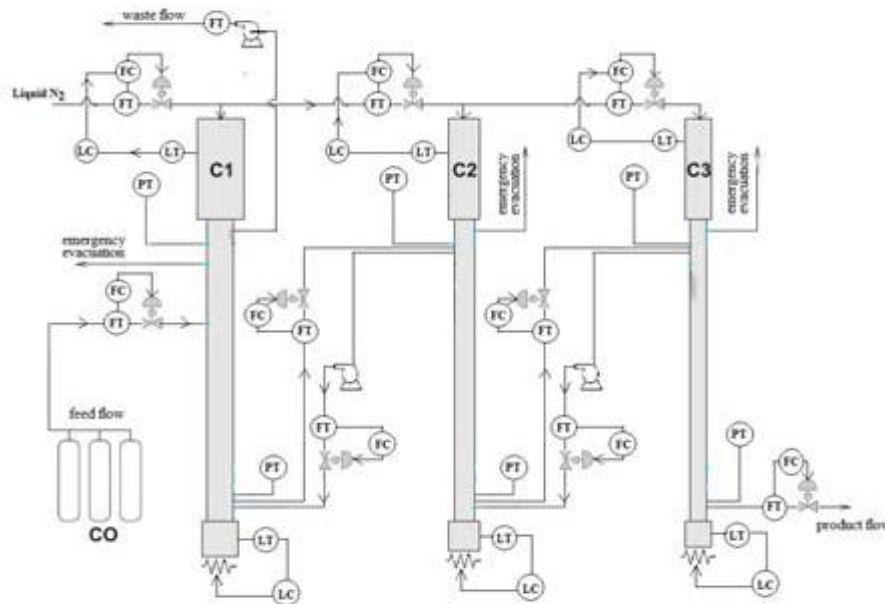 waste flow
FT
FC
FC
FC
Liquid N2
FT
FT
FT
LC
LT
LC
LT
LC
LT
C1
C2
C3
PT
PT
PT
emergency
evacuation
emergency
evacuation
emergency
evacuation
FC
FT
FC
FT
FC
FT
feed flow
FT
FC
FT
FC
PT
PT
PT
FC
FT
product flow
CO
LT
LT
LT
LC
LC
LC